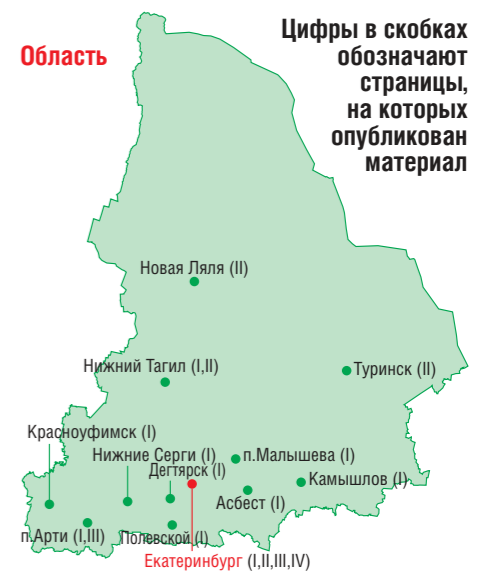 Область
Цифры в скобках
обозначают
страницы,
на которых
опубликован
материал
Новая Ляля (II)
Нижний Тагил (I,II)
Туринск (II)
Красноуфимск (I)
Нижние Серги (I)
п.Малышева (I)
Дегтярск (I)
Камышлов (I)
Асбест (I)
п.Арти (I,III)
Полевской (I)
Екатеринбург (I,II,III,IV)